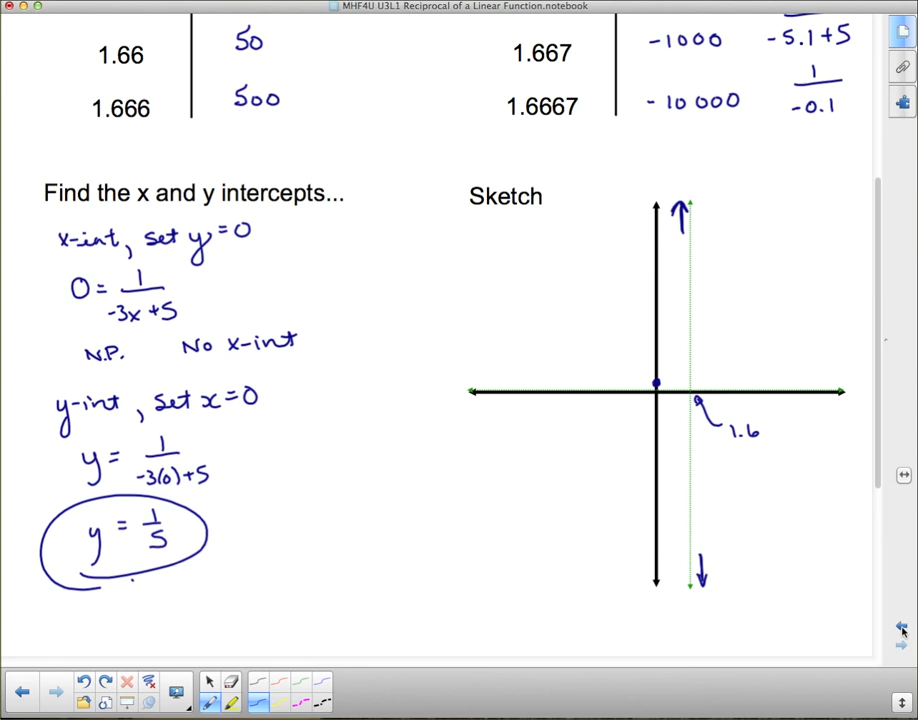 MHF4U U3L1 Reciprocal of a Linear Function.notebook
1.66 50 1.667 -1000 -5.1+5
1.666 500 1.6667 -10 000 1/-0.1
Find the x and y intercepts...
x-int, set y=0
0 = 1/-3x+5
N.P. No x-int
y-int, set x=0
y = 1/-3(0)+5
y = 1/5
Sketch
1.6